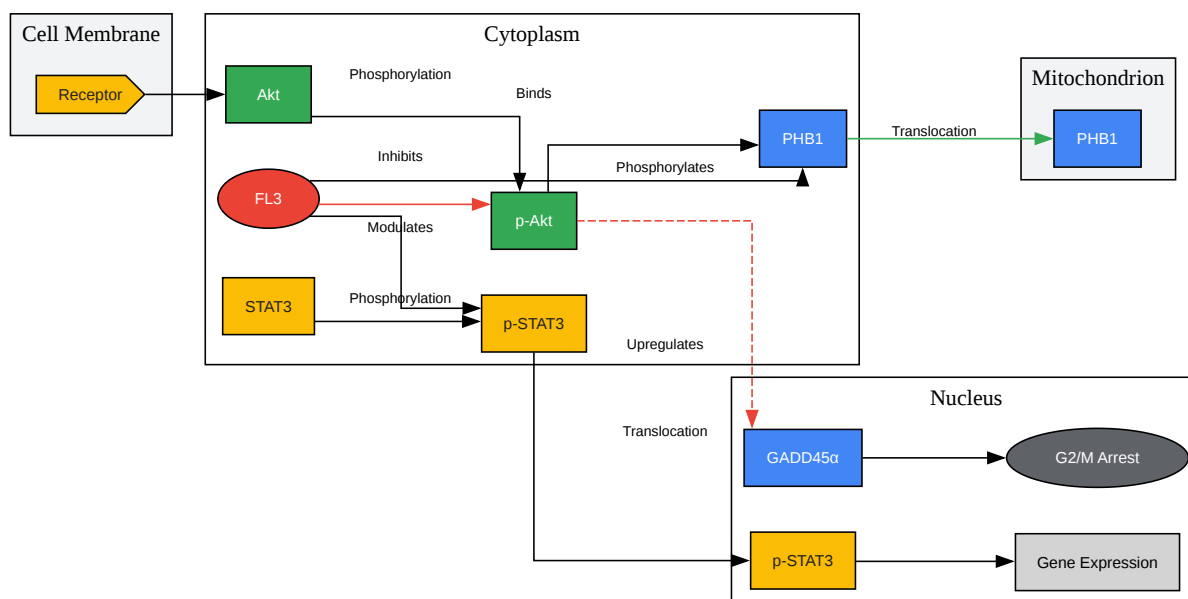 Cell Membrane
Receptor
Cytoplasm
Phosphorylation
Akt
Binds
Inhibits
Phosphorylates
FL3
Modulates
p-Akt
PHB1
STAT3
Phosphorylation
p-STAT3
Upregulates
Translocation
Mitochondrion
PHB1
Translocation
Nucleus
GADD45α
G2/M Arrest
p-STAT3
Gene Expression